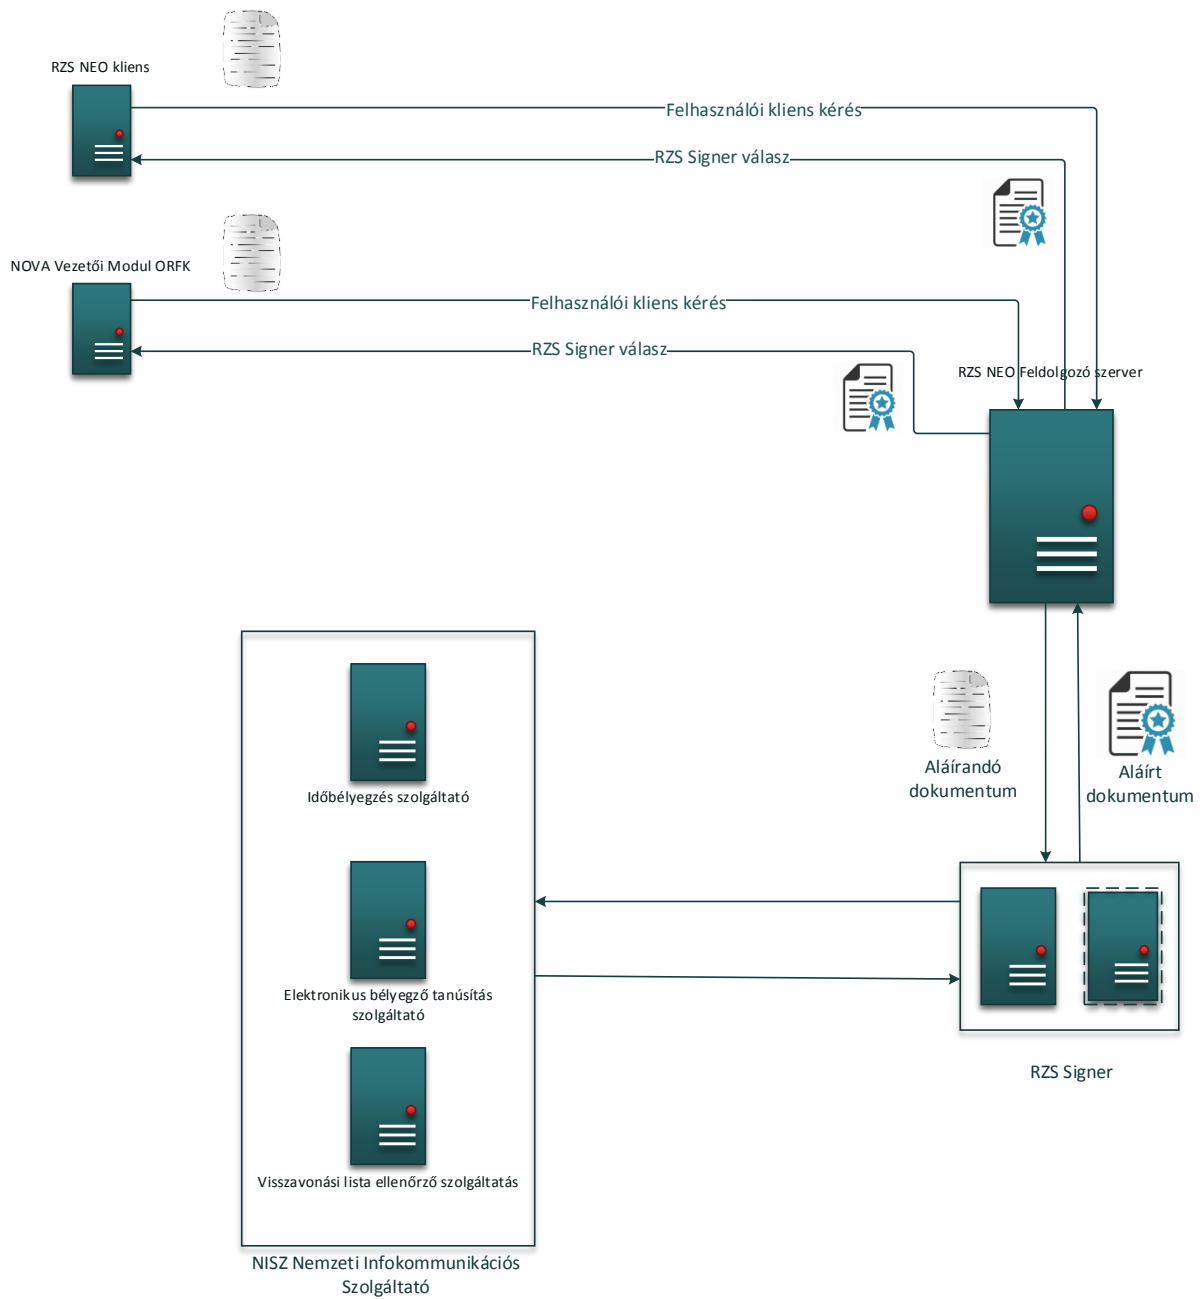 RZS NEO kliens
Felhasználói kliens kérés
RZS Signer válasz
NOVA Vezetői Modul ORFK
Felhasználói kliens kérés
RZS Signer válasz
RZS NEO Feldolgozó szerver
Aláírandó
dokumentum
Aláírt
dokumentum
Időbélyegzés szolgáltató
Elektronikus bélyegző tanúsítás
szolgáltató
RZS Signer
Visszavonási lista ellenőrző szolgáltatás
NISZ Nemzeti Infokommunikációs
Szolgáltató